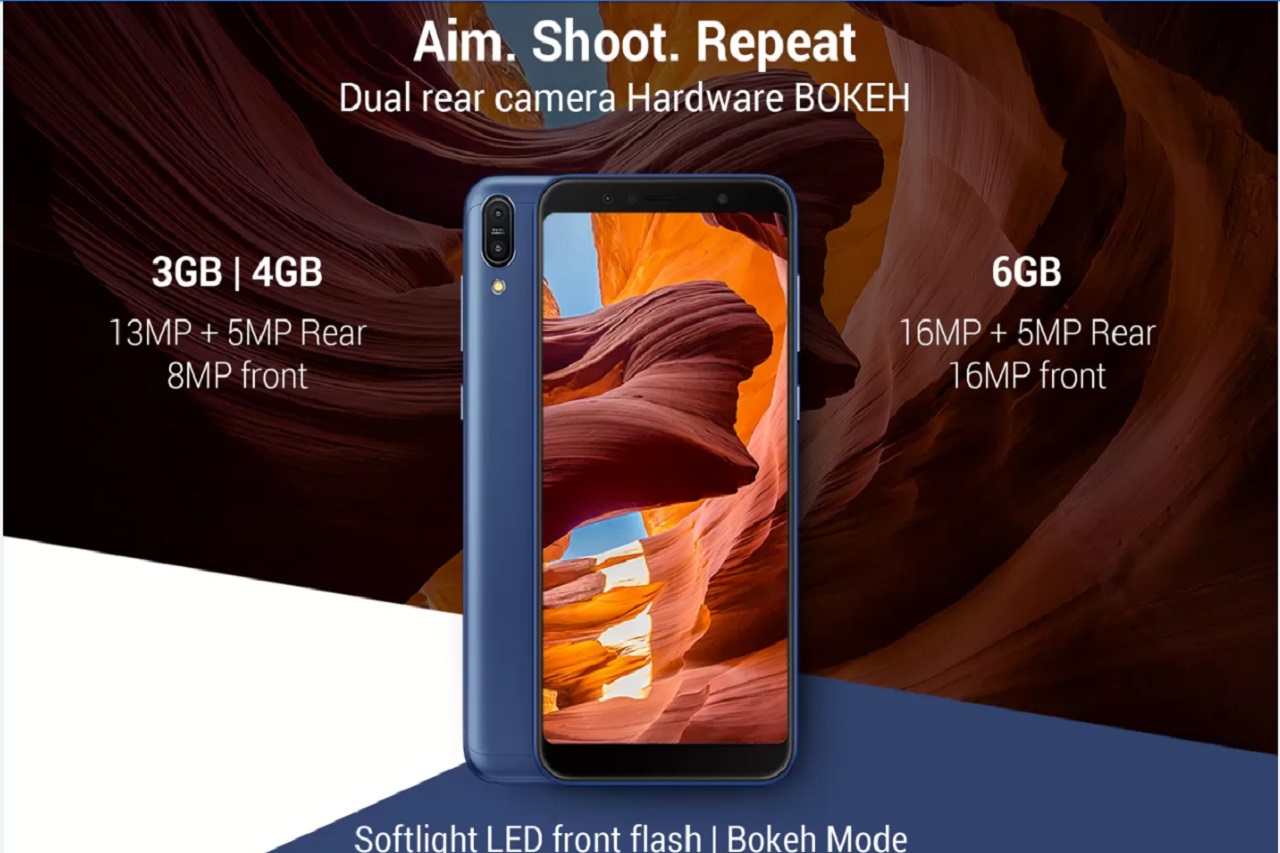 Aim. Shoot. Repeat
Dual rear camera Hardware BOKEH
3GB | 4GB
13MP + 5MP Rear
8MP front
6GB
16MP + 5MP Rear
16MP front
Softlight LED front flash | Bokeh Mode